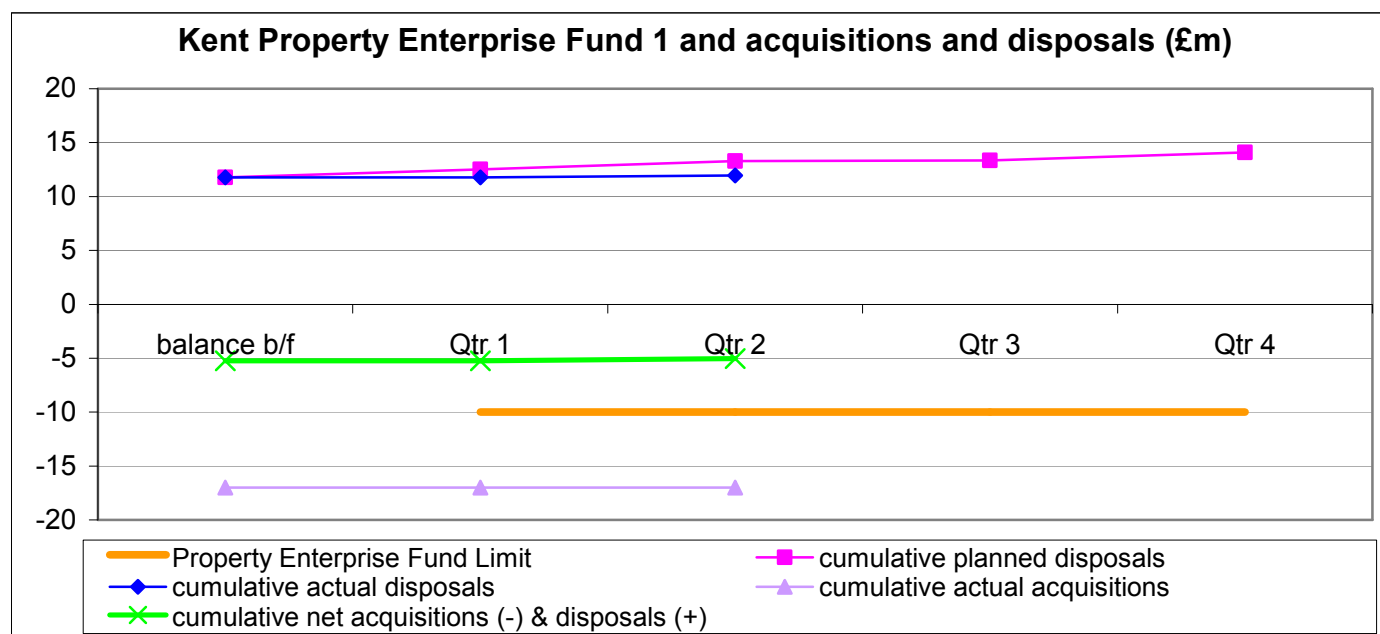 Kent Property Enterprise Fund 1 and acquisitions and disposals (£m)
20
15
10
5
0
balance b/f Qtr 1 Qtr 2 Qtr 3 Qtr 4
-5
-10
-15
-20
Property Enterprise Fund Limit cumulative planned disposals
cumulative actual disposals cumulative actual acquisitions
cumulative net acquisitions (-) & disposals (+)